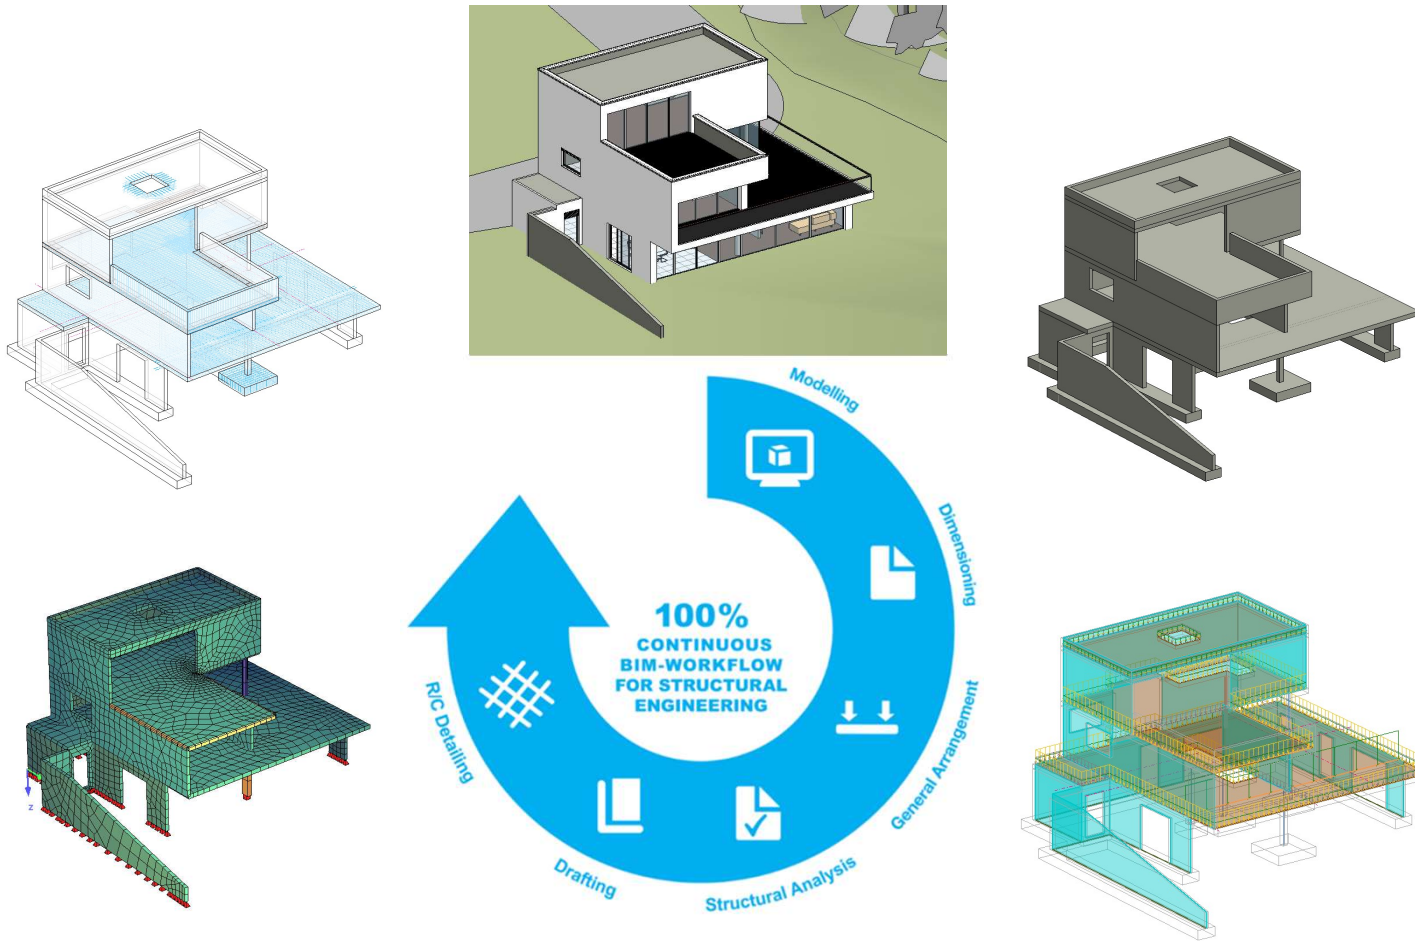 Modelling
Dimensioning
General Arrangement
Structural Analysis
Drafting
R/C Detailing
100%
CONTINUOUS
BIM-WORKFLOW
FOR STRUCTURAL
ENGINEERING
z